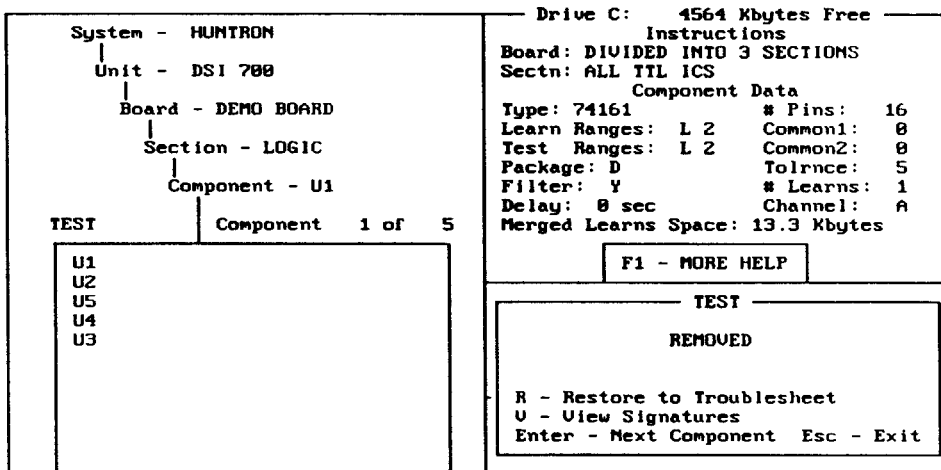 System - HUNTRON
Unit - DSI 700
Board - DEMO BOARD
Section - LOGIC
Component - U1
TEST Component 1 of 5
U1
U2
U5
U4
U3
Drive C: 4564 Kbytes Free
Instructions
Board: DIVIDED INTO 3 SECTIONS
Sectn: ALL TTL ICS
Component Data
Type: 74161 # Pins: 16
Learn Ranges: L 2 Common1: 0
Test Ranges: L 2 Common2: 0
Package: D Tolrnce: 5
Filter: Y # Learns: 1
Delay: 0 sec Channel: A
Merged Learns Space: 13.3 Kbytes
F1 - MORE HELP
TEST
REMOVED
R - Restore to Troublesheet
V - View Signatures
Enter - Next Component Esc - Exit